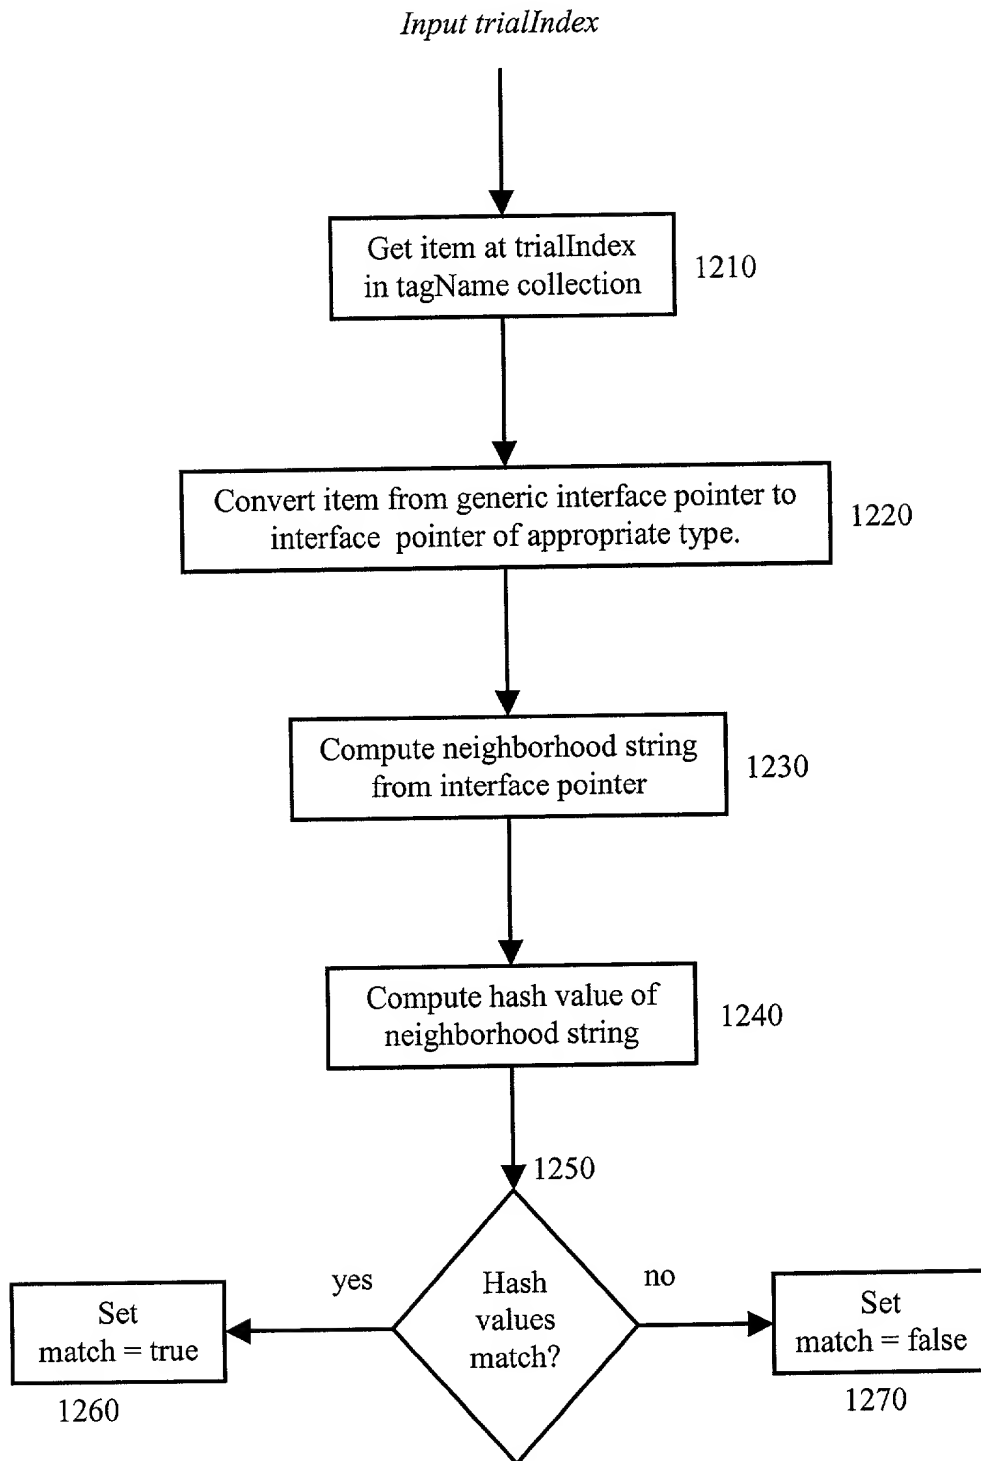 Input trialIndex
Get item at trialIndex
in tagName collection
1210
Convert item from generic interface pointer to
interface pointer of appropriate type.
1220
Compute neighborhood string
from interface pointer
1230
Compute hash value of
neighborhood string
1240
1250
Hash
values
match?
yes
no
Set
match = true
1260
Set
match = false
1270